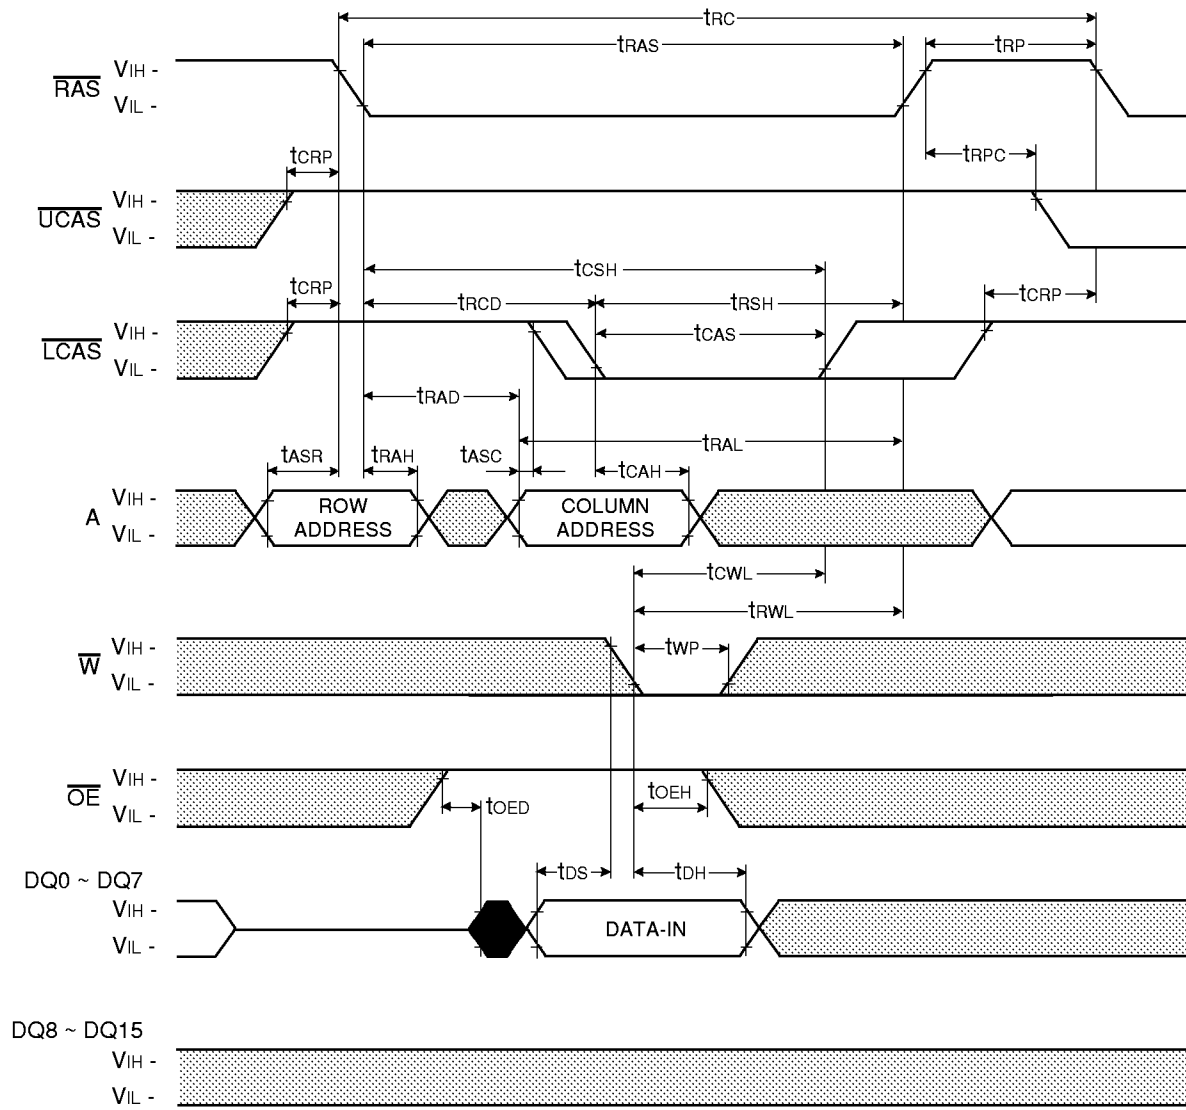 tRC
tRAS
tRP
RAS
VIH -
VIL -
tCRP
tRPC
UCAS
VIH -
VIL -
tCSH
tCRP
tRCD
tRSH
tCRP
LCAS
VIH -
VIL -
tCAS
tRAD
tRAL
tASR
tRAH
tASC
tCAH
A
VIH -
VIL -
ROW
ADDRESS
COLUMN
ADDRESS
tCWL
tRWL
W
VIH -
VIL -
tWP
OE
VIH -
VIL -
tOED
tOEH
tDS
tDH
DQ0 ~ DQ7
VIH -
VIL -
DATA-IN
DQ8 ~ DQ15
VIH -
VIL -